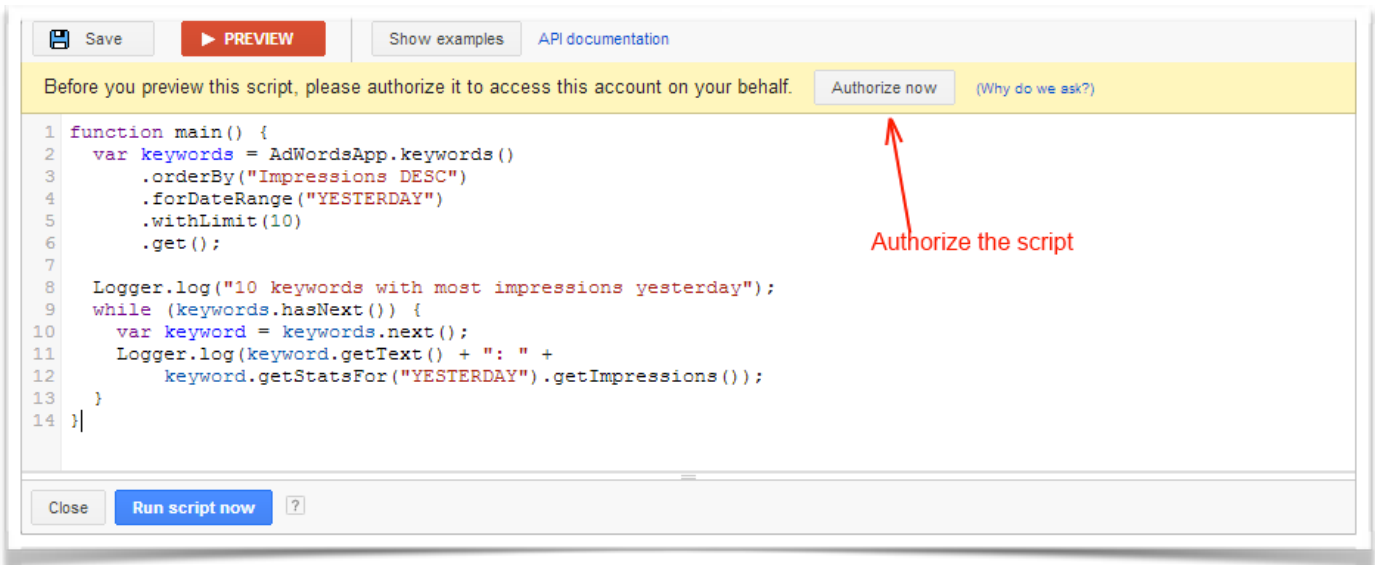 Save PREVIEW Show examples API documentation
Before you preview this script, please authorize it to access this account on your behalf. Authorize now (Why do we ask?)
1 function main() {
2   var keywords = AdWordsApp.keywords()
3       .orderBy("Impressions DESC")
4       .forDateRange("YESTERDAY")
5       .withLimit(10)
6       .get();
Authorize the script
7
8   Logger.log("10 keywords with most impressions yesterday");
9   while (keywords.hasNext()) {
10     var keyword = keywords.next();
11     Logger.log(keyword.getText() + ": " +
12         keyword.getStatsFor("YESTERDAY").getImpressions());
13   }
14 }
Close Run script now ?